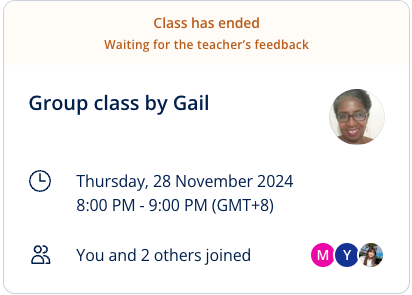 Class has ended
Waiting for the teacher’s feedback
Group class by Gail
Thursday, 28 November 2024
8:00 PM - 9:00 PM (GMT+8)
You and 2 others joined
M Y